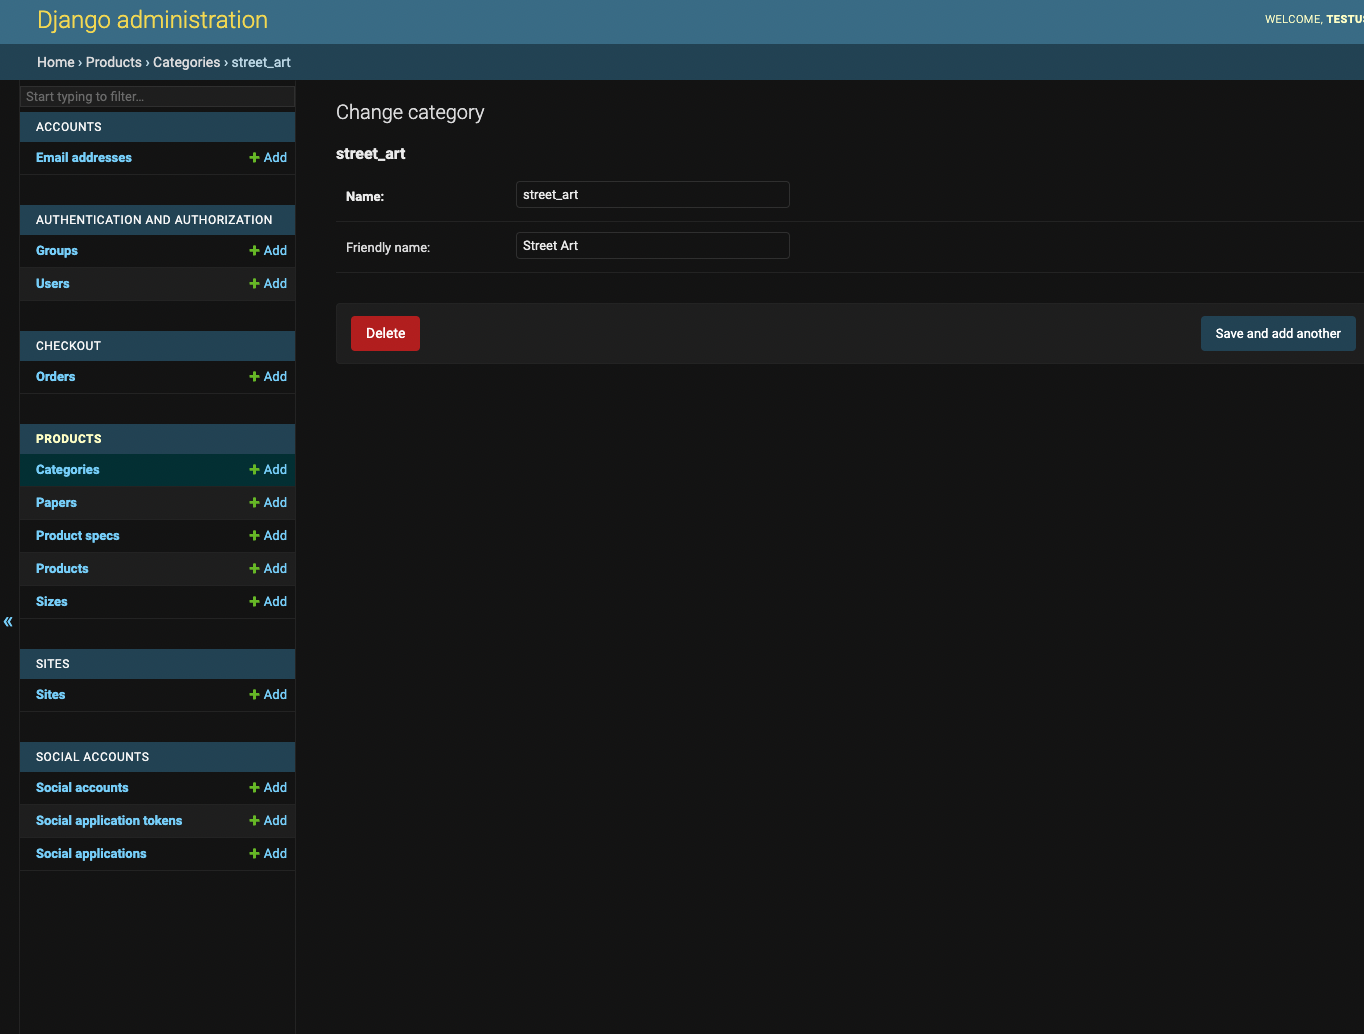 Django administration
WELCOME,
Home › Products › Categories › street_art
Start typing to filter...
ACCOUNTS
Email addresses + Add
AUTHENTICATION AND AUTHORIZATION
Groups + Add
Users + Add
CHECKOUT
Orders + Add
PRODUCTS
Categories + Add
Papers + Add
Product specs + Add
Products + Add
Sizes + Add
«
SITES
Sites + Add
SOCIAL ACCOUNTS
Social accounts + Add
Social application tokens + Add
Social applications + Add
Change category
street_art
Name: street_art
Friendly name: Street Art
Delete
Save and add another